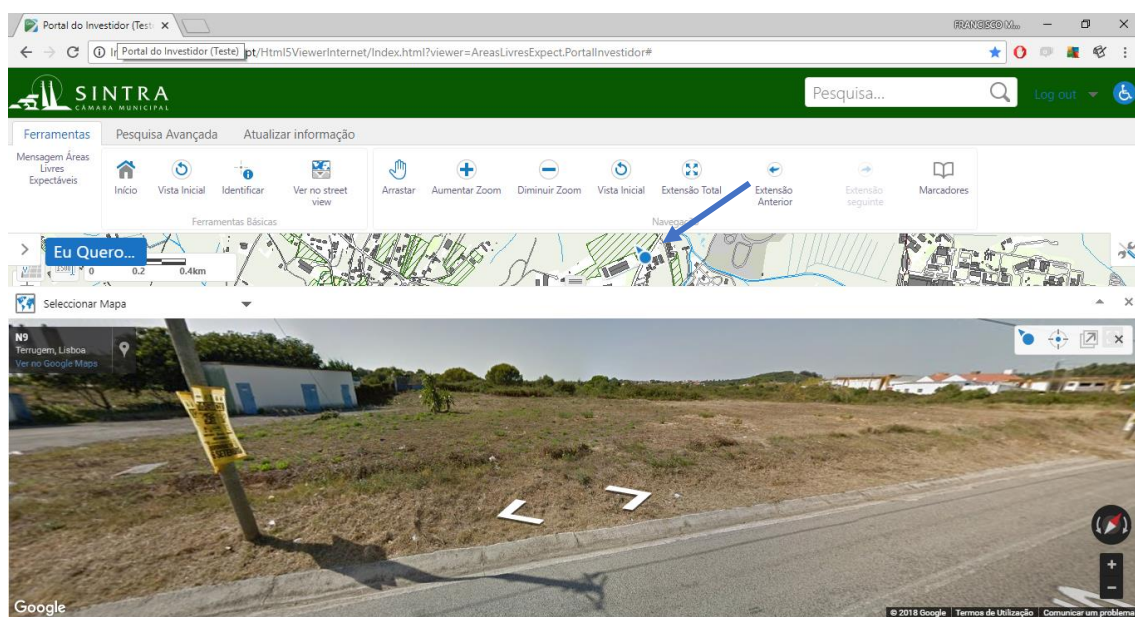 Portal do Investidor (Test
FRANCISCO M...
Portal do Investidor (Teste)
pt/Html5ViewerInternet/Index.html?viewer=AreasLivresExpect.PortalInvestidor#
SINTRA
CÂMARA MUNICIPAL
Pesquisa...
Log out
Ferramentas
Pesquisa Avançada
Atualizar informação
Mensagem Áreas
Livres
Expectáveis
Início
Vista Inicial
Identificar
Ver no street
view
Arrastar
Aumentar Zoom
Diminuir Zoom
Vista Inicial
Extensão Total
Extensão
Anterior
Extensão
seguinte
Marcadores
Ferramentas Básicas
Navegação
Eu Quero...
0 0.2 0.4km
Seleccionar Mapa
N9
Terrugem, Lisboa
Ver no Google Maps
Google
© 2018 Google
Termos de Utilização
Comunicar um problema